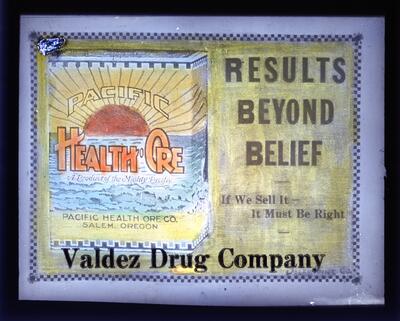 PACIFIC
HEALTH ORE
A Product of the Mighty Pacific
PACIFIC HEALTH ORE CO.
SALEM, OREGON
RESULTS
BEYOND
BELIEF
If We Sell It—
It Must Be Right
Valdez Drug Company